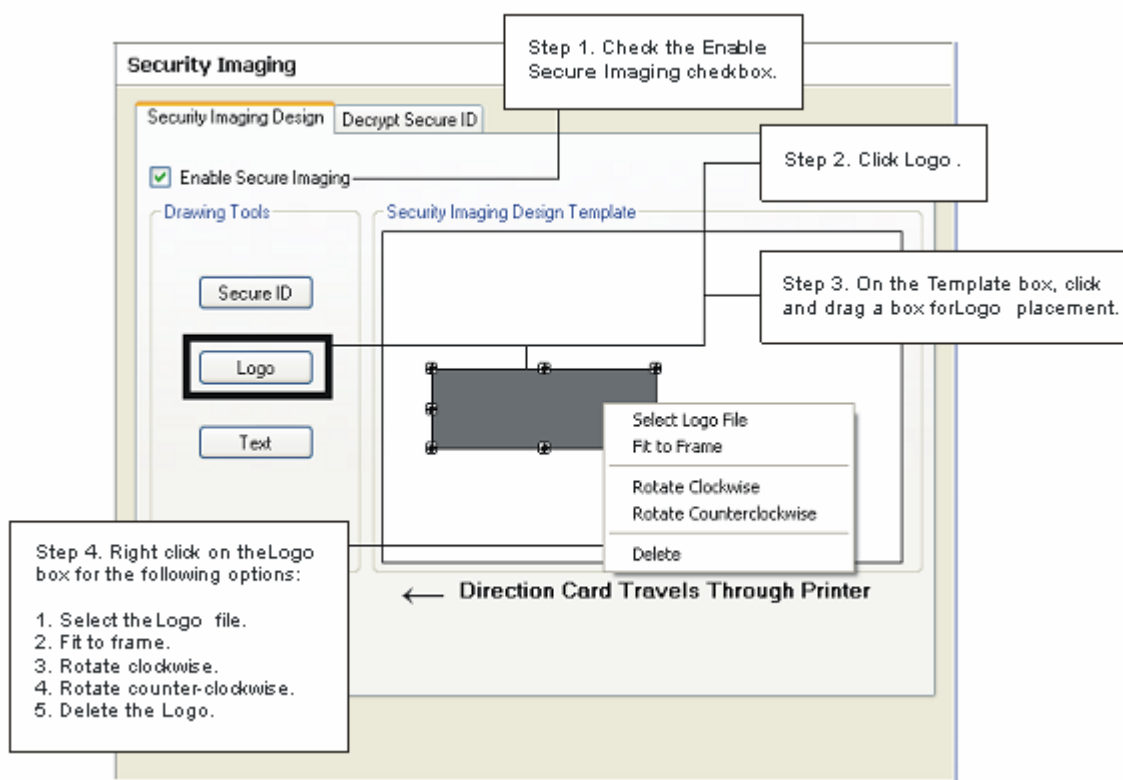 Step 1. Check the Enable
Secure Imaging checkbox.
Security Imaging
Security Imaging Design
Decrypt Secure ID
Step 2. Click Logo .
Enable Secure Imaging
Drawing Tools
Security Imaging Design Template
Step 3. On the Template box, click
and drag a box forLogo placement.
Secure ID
Logo
Text
Select Logo File
Fit to Frame
Rotate Clockwise
Rotate Counterclockwise
Delete
Step 4. Right click on theLogo
box for the following options:
1. Select theLogo file.
2. Fit to frame.
3. Rotate clockwise.
4. Rotate counter-clockwise.
5. Delete the Logo.
← Direction Card Travels Through Printer